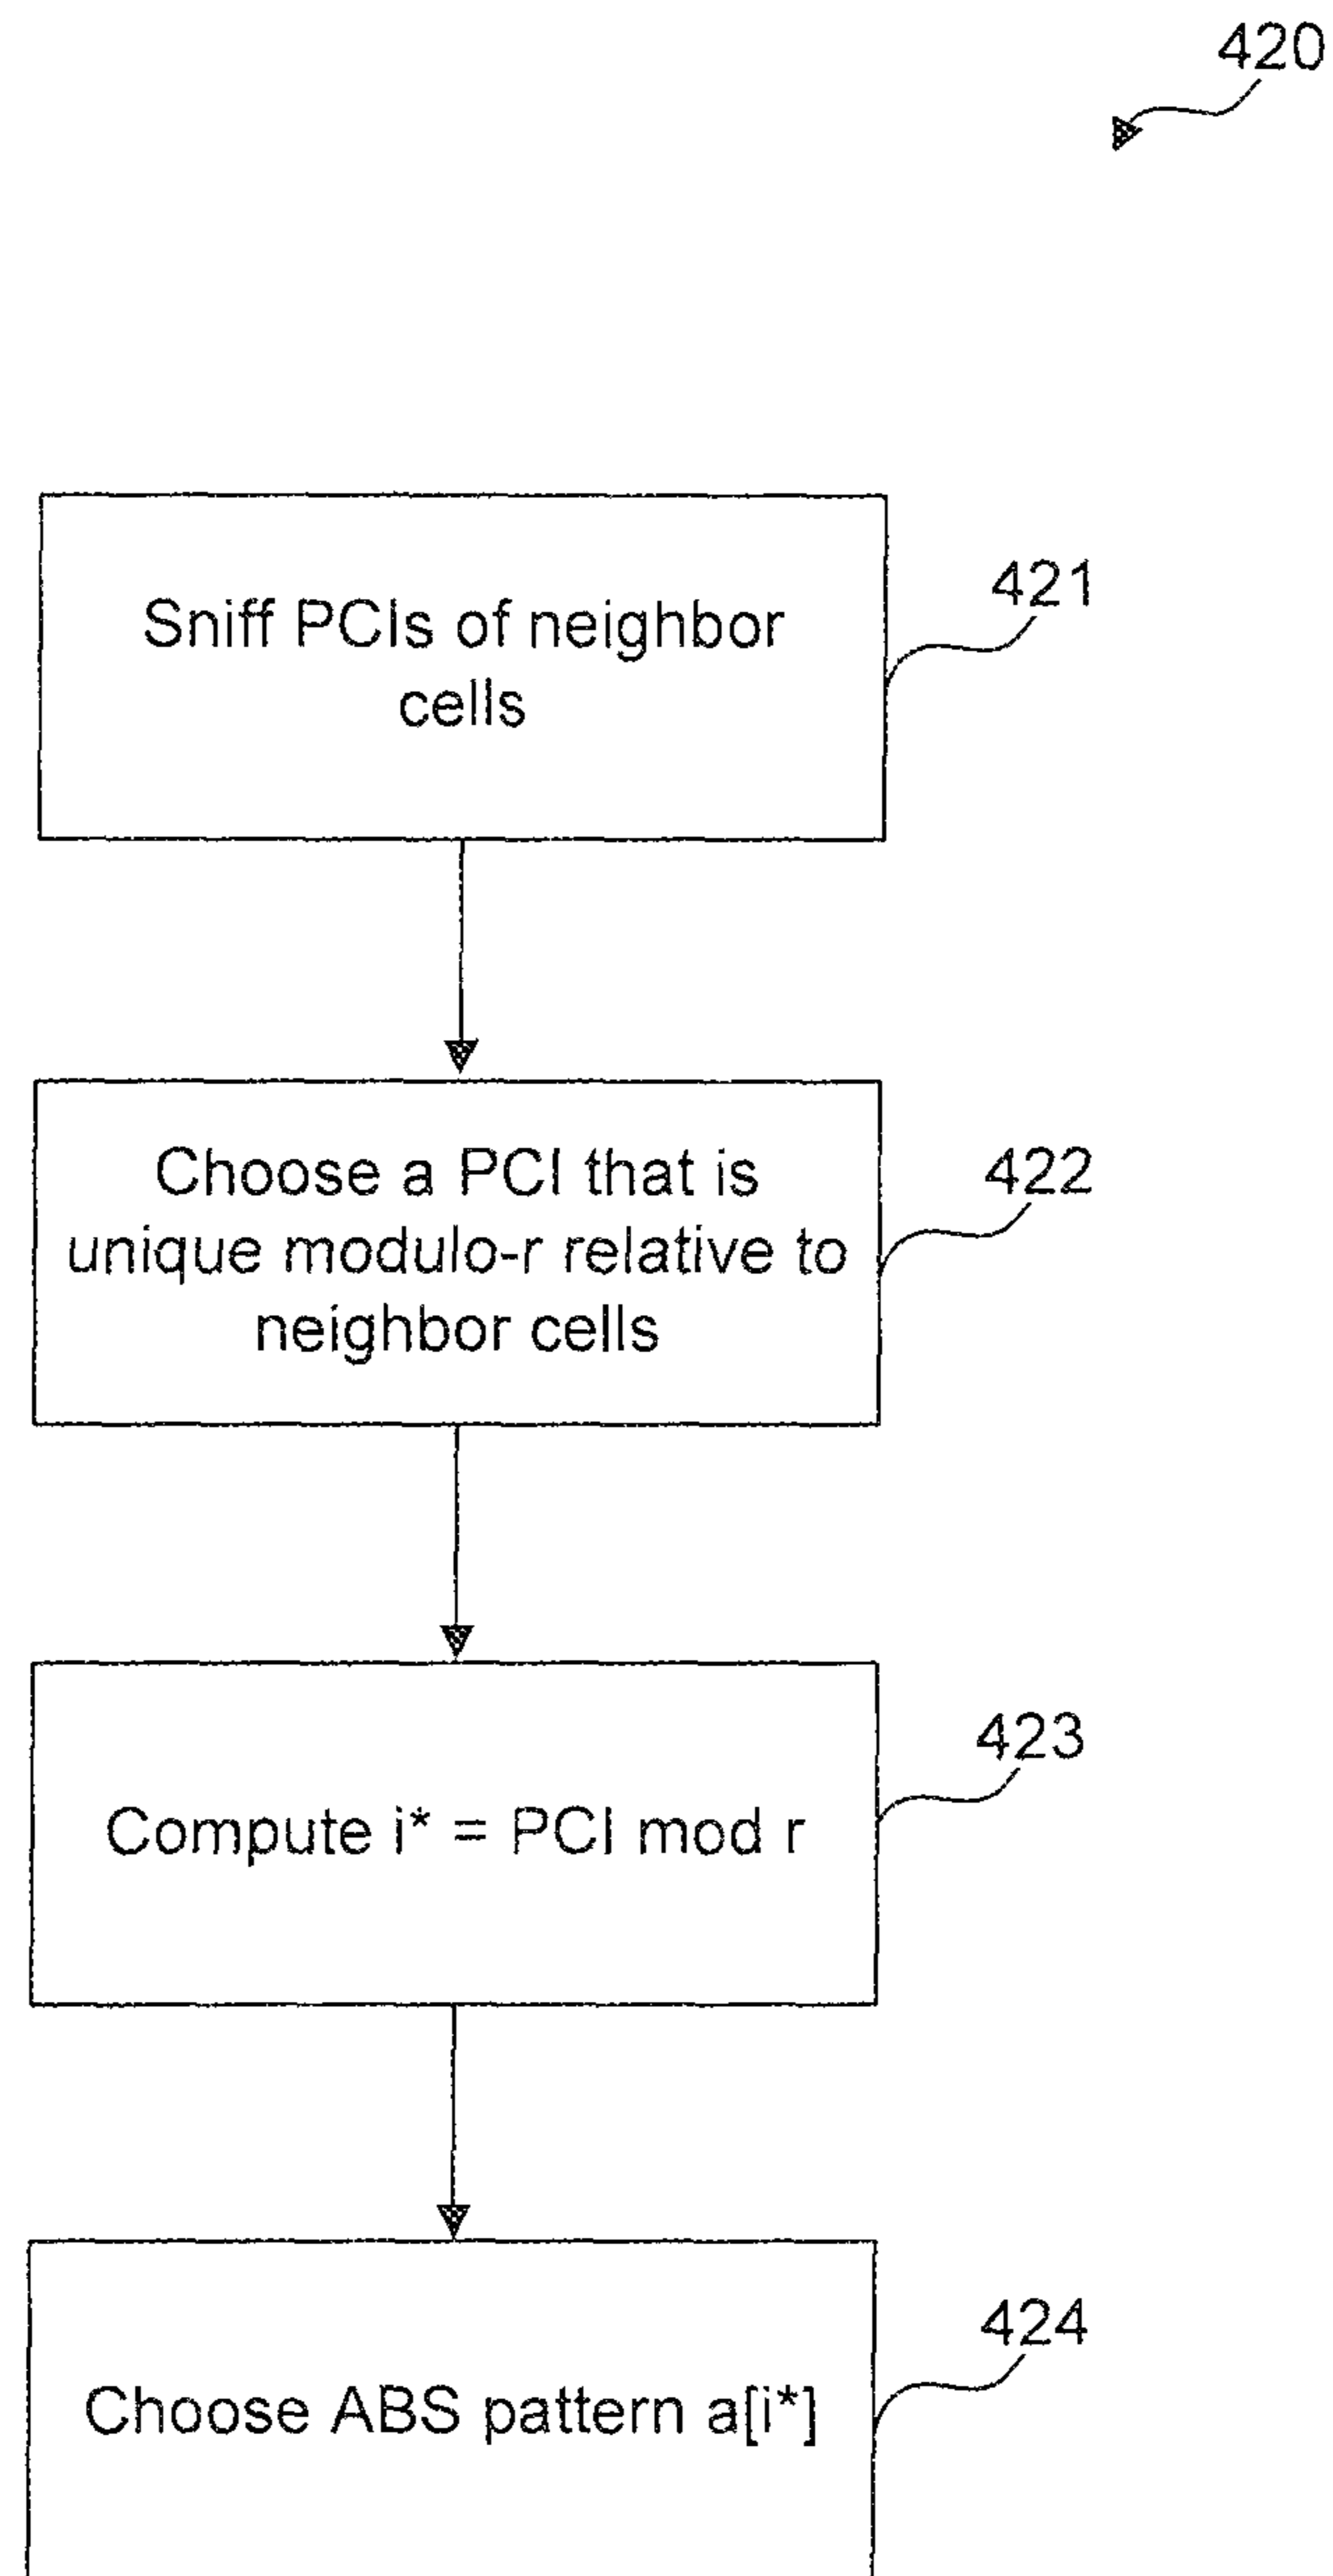 420
Sniff PCIs of neighbor
cells
421
Choose a PCI that is
unique modulo-r relative to
neighbor cells
422
Compute i* = PCI mod r
423
Choose ABS pattern a[i*]
424